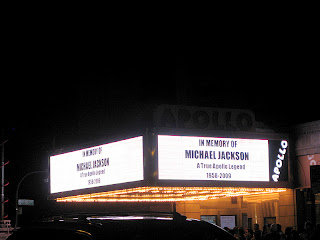 APOLLO
IN MEMORY OF
MICHAEL JACKSON
A True Apollo Legend
1958-2009
IN MEMORY OF
MICHAEL JACKSON
A True Apollo Legend
1958-2009
APOLLO